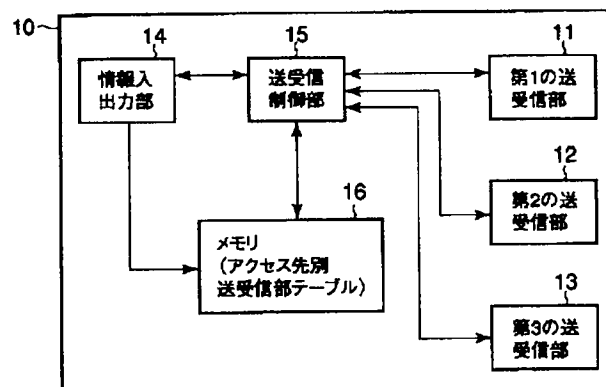 10
14
情報入
出力部
15
送受信
制御部
11
第1の送
受信部
12
第2の送
受信部
16
メモリ
(アクセス先別
送受信部テーブル)
13
第3の送
受信部